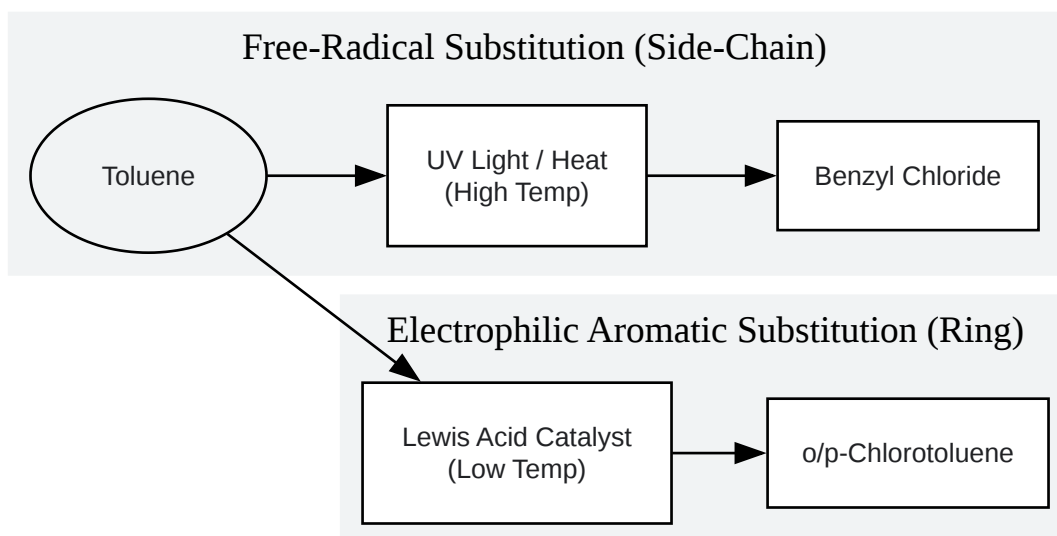 Free-Radical Substitution (Side-Chain)
Toluene
UV Light / Heat
(High Temp)
Benzyl Chloride
Electrophilic Aromatic Substitution (Ring)
Lewis Acid Catalyst
(Low Temp)
o/p-Chlorotoluene